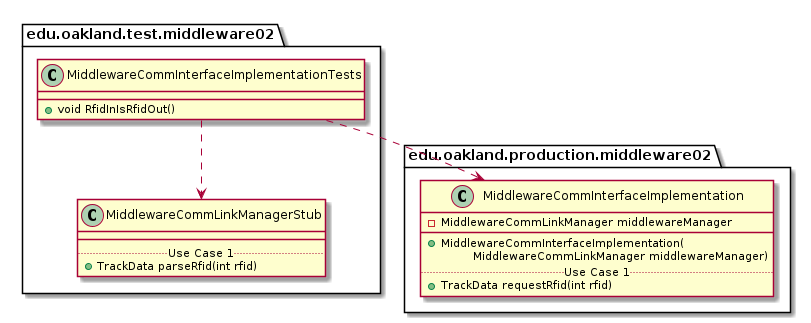 edu.oakland.test.middleware02
C MiddlewareCommInterfaceImplementationTests
void RfidInIsRfidOut()
edu.oakland.production.middleware02
C MiddlewareCommInterfaceImplementation
MiddlewareCommLinkManager middlewareManager
MiddlewareCommInterfaceImplementation(
MiddlewareCommLinkManager middlewareManager)
Use Case 1
TrackData requestRfid(int rfid)
C MiddlewareCommLinkManagerStub
Use Case 1
TrackData parseRfid(int rfid)